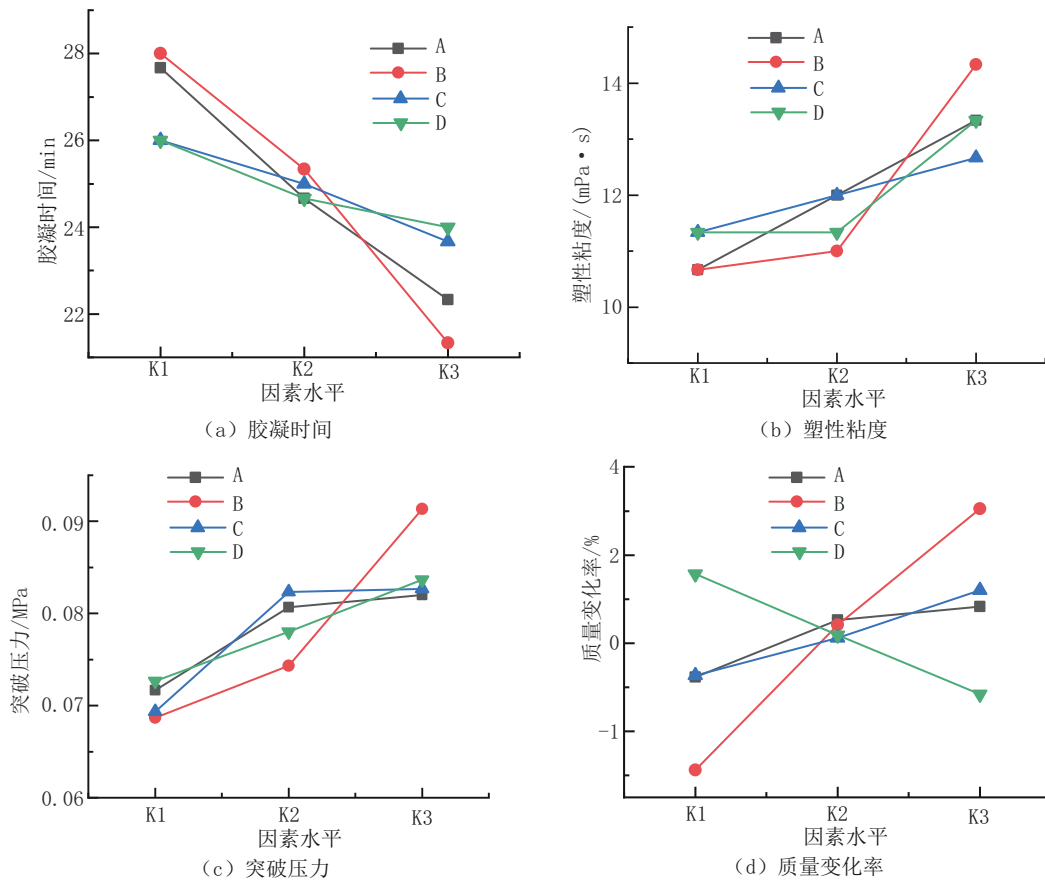 28
26
24
22
胶凝时间/min
A
B
C
D
K1
K2
K3
因素水平
（a）胶凝时间
14
12
10
塑性粘度/(mPa·s)
A
B
C
D
K1
K2
K3
因素水平
（b）塑性粘度
0.09
0.08
0.07
0.06
突破压力/MPa
A
B
C
D
K1
K2
K3
因素水平
（c）突破压力
4
2
0
-1
质量变化率/%
A
B
C
D
K1
K2
K3
因素水平
（d）质量变化率